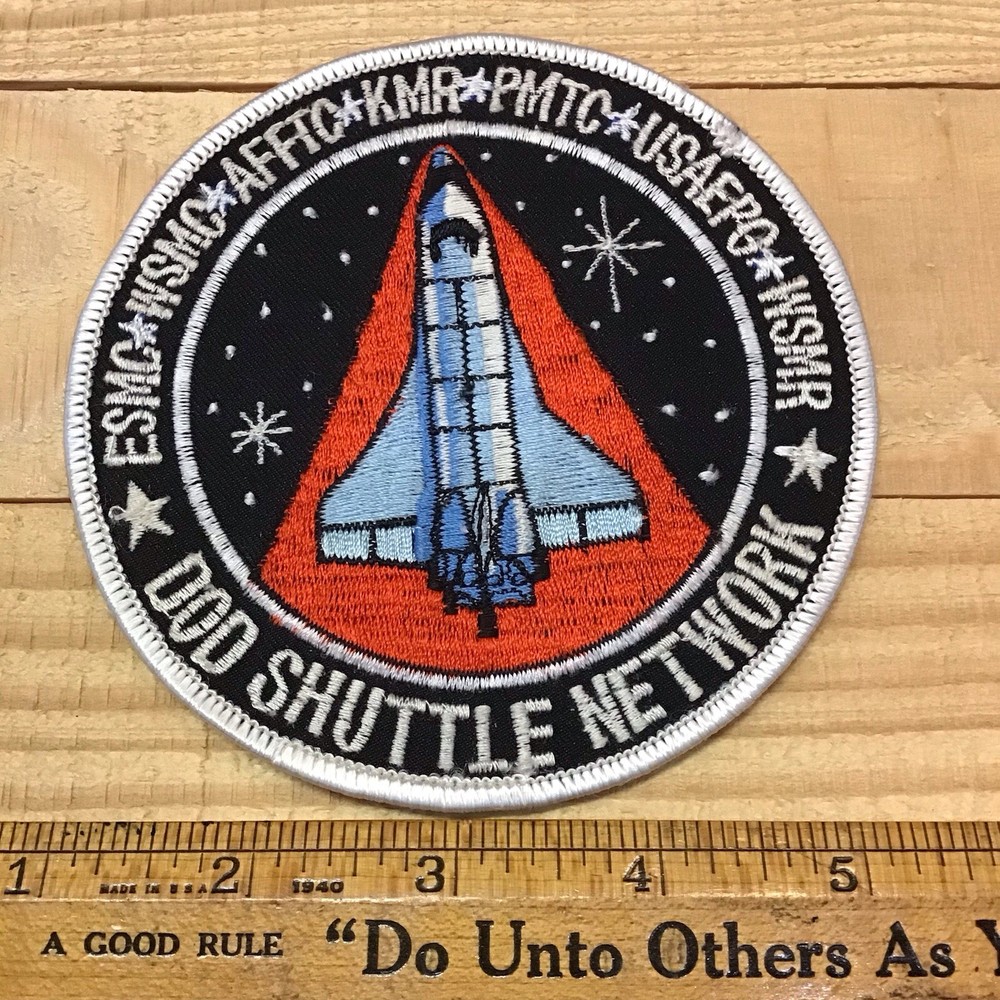 ESMC★WSMC★AFFTC★KMR★PMTC★USAEPG★WSMR
★ DOD SHUTTLE NETWORK ★
1 2 3 4 5
MADE IN U S A 1940
A GOOD RULE "Do Unto Others As Y